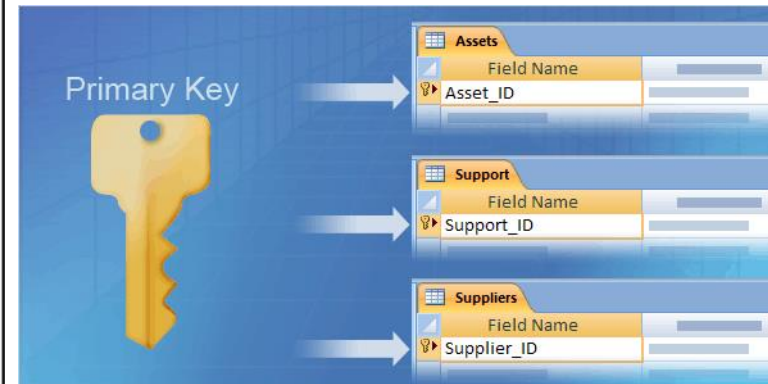 Primary Key
Assets
Field Name
Asset_ID
Support
Field Name
Support_ID
Suppliers
Field Name
Supplier_ID